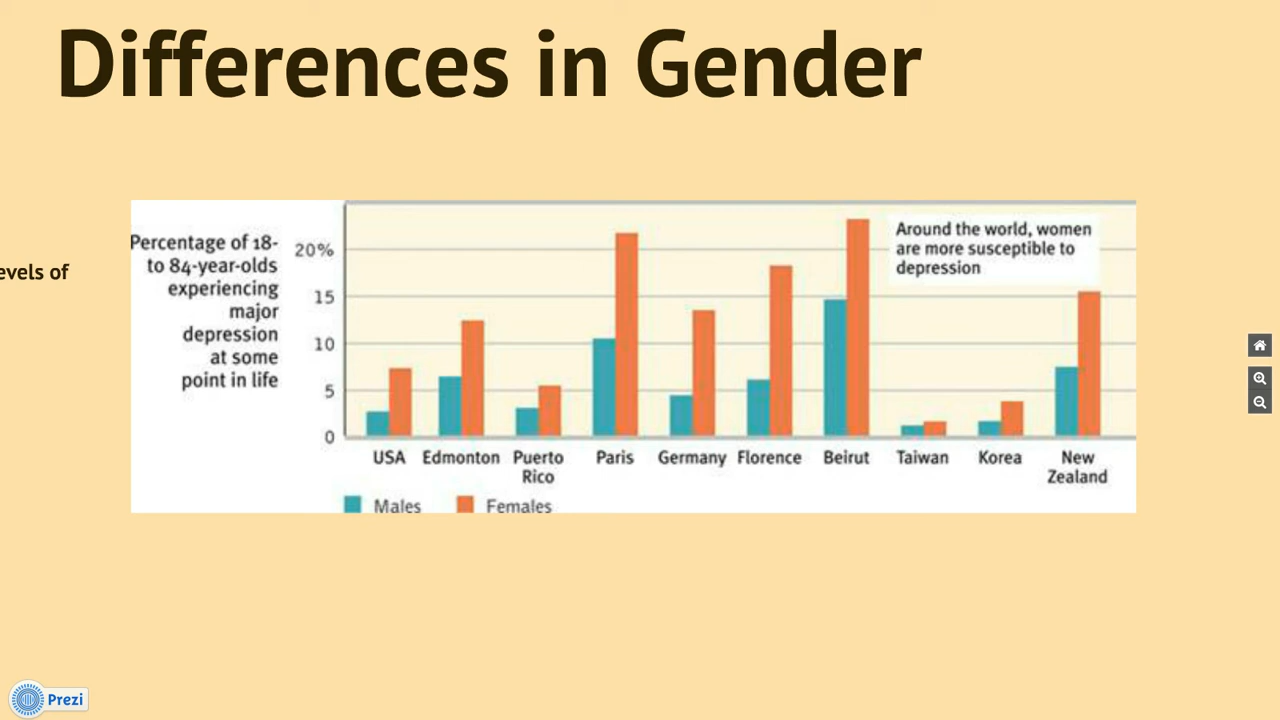 Differences in Gender
evels of
Percentage of 18-
to 84-year-olds
experiencing
major
depression
at some
point in life
20%
15
10
5
0
Around the world, women
are more susceptible to
depression
USA Edmonton Puerto Rico Paris Germany Florence Beirut Taiwan Korea New Zealand
Males Females
Prezi